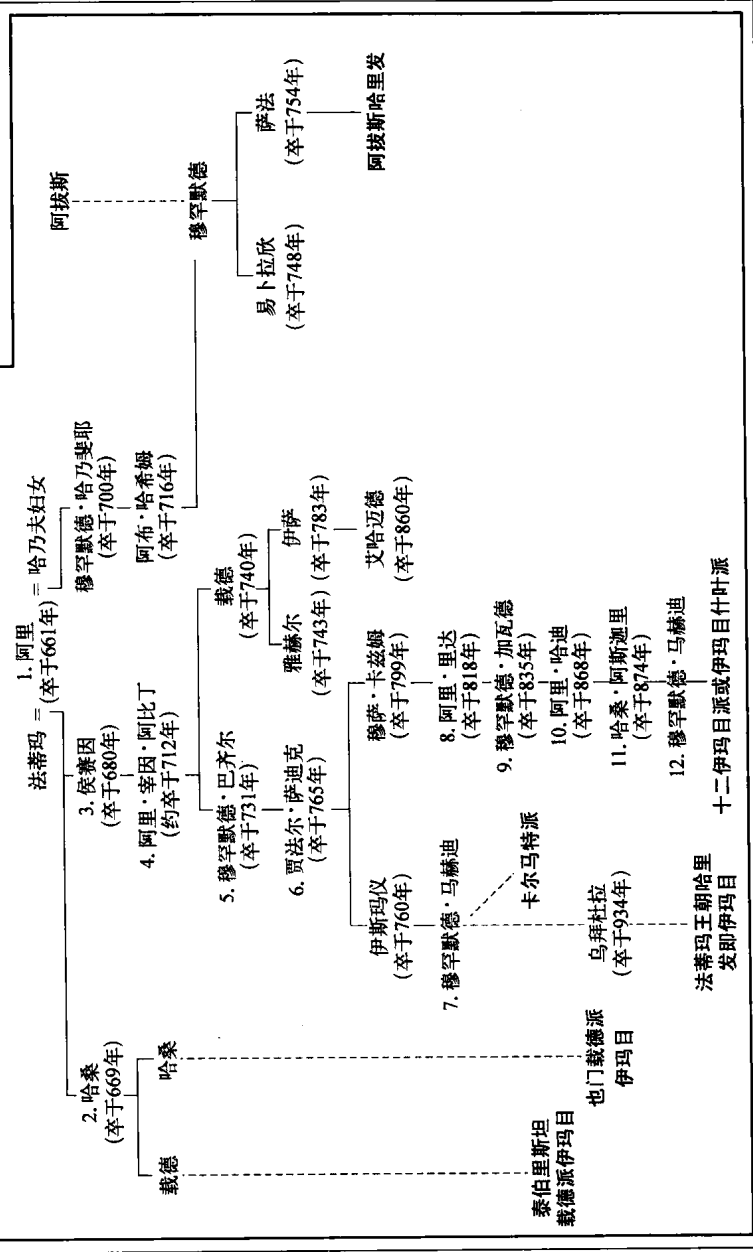 法蒂玛 = 1. 阿里 = 哈乃夫妇女
(卒于661年)
阿拔斯
2. 哈桑
(卒于669年)
3. 侯赛因
(卒于680年)
穆罕默德·哈乃斐耶
(卒于700年)
4. 阿里·宰因·阿比丁
(约卒于712年)
阿布·哈希姆
(卒于716年)
载德
哈桑
穆罕默德
5. 穆罕默德·巴齐尔
(卒于731年)
载德
(卒于740年)
易卜拉欣
(卒于748年)
萨法
(卒于754年)
6. 贾法尔·萨迪克
(卒于765年)
雅赫尔
(卒于743年)
伊萨
(卒于783年)
阿拔斯哈里发
艾哈迈德
(卒于860年)
伊斯玛仪
(卒于760年)
穆萨·卡兹姆
(卒于799年)
7. 穆罕默德·马赫迪
8. 阿里·里达
(卒于818年)
卡尔马特派
9. 穆罕默德·加瓦德
(卒于835年)
10. 阿里·哈迪
(卒于868年)
泰伯里斯坦
载德派伊玛目
也门载德派
伊玛目
乌拜杜拉
(卒于934年)
11. 哈桑·阿斯迦里
(卒于874年)
12. 穆罕默德·马赫迪
法蒂玛王朝哈里
发即伊玛目
十二伊玛目派或伊玛目什叶派